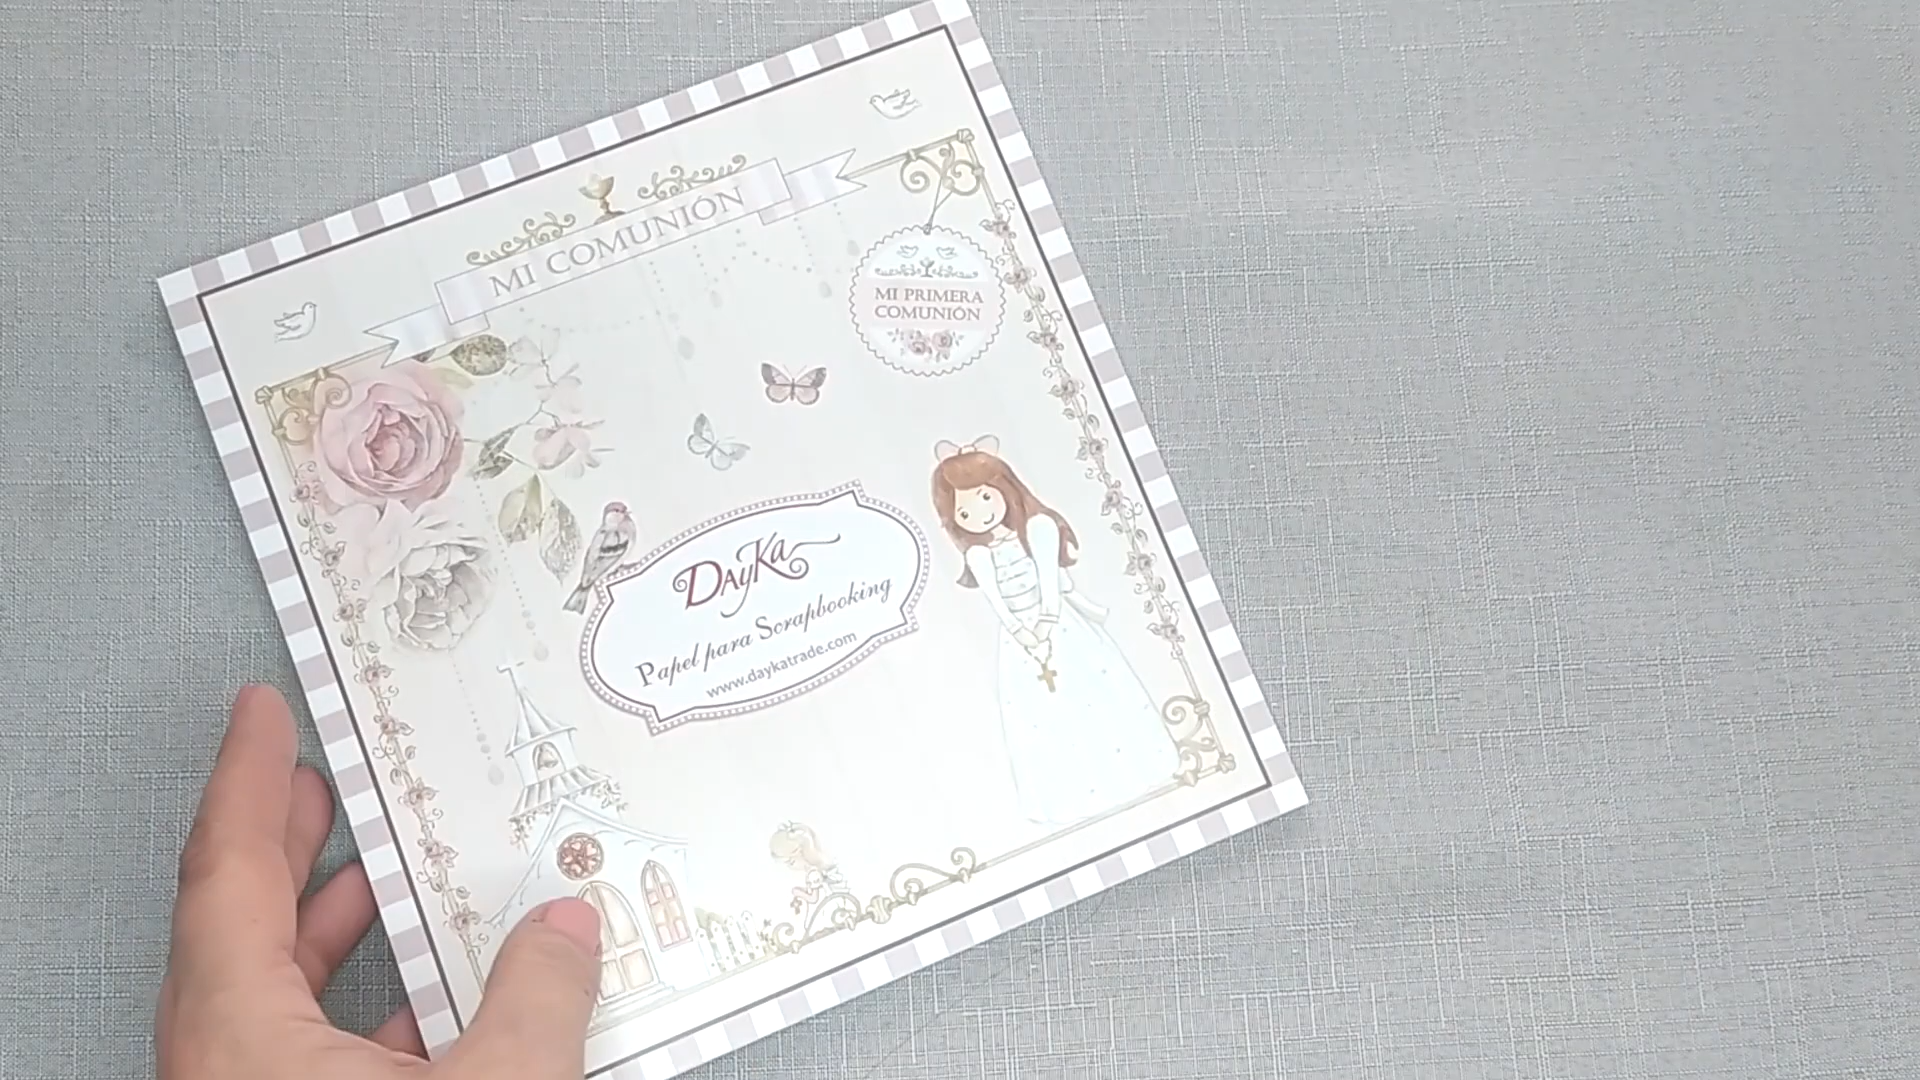 MI COMUNIÓN
MI PRIMERA
COMUNIÓN
DAYKA
Papel para Scrapbooking
www.daykatrade.com